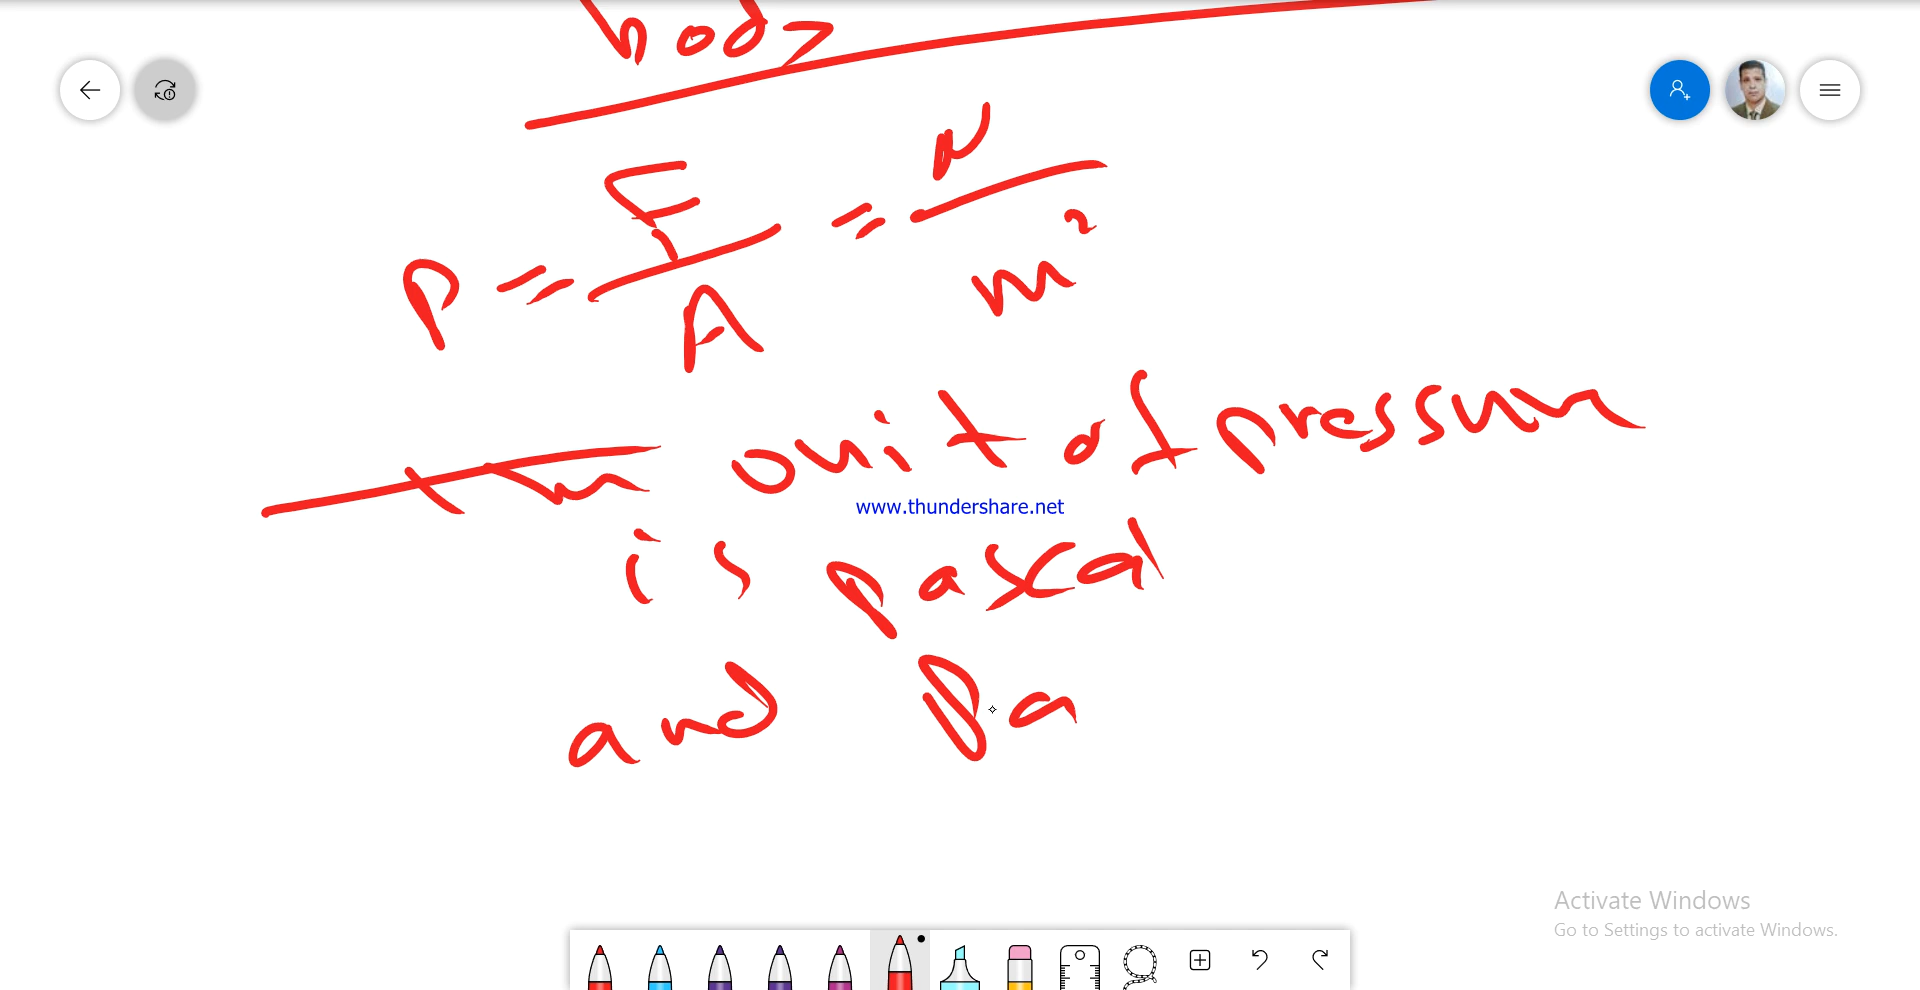 body
P = F / A = N / m²
the unit of pressure
www.thundershare.net
is pascal
and Pa
Activate Windows
Go to Settings to activate Windows.